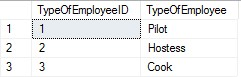 TypeOfEmployeeID TypeOfEmployee
1 1 Pilot
2 2 Hostess
3 3 Cook